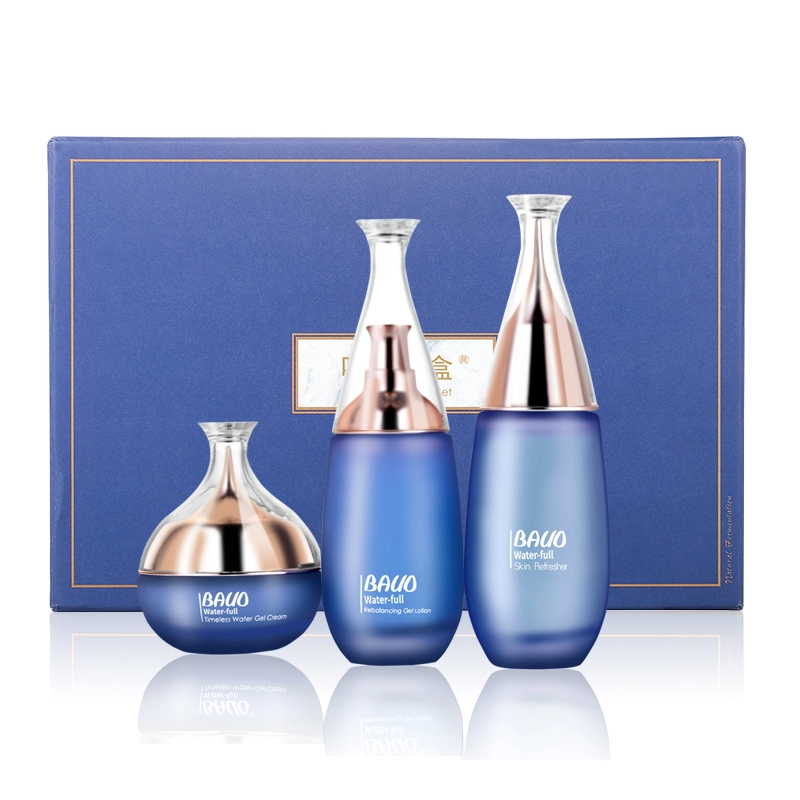 盒®
et
BAUO
Water-full
Timeless Water Gel Cream
BAUO
Water-full
Rebalancing Gel Lotion
BAUO
Water-full
Skin Refresher
Natural Fermentation